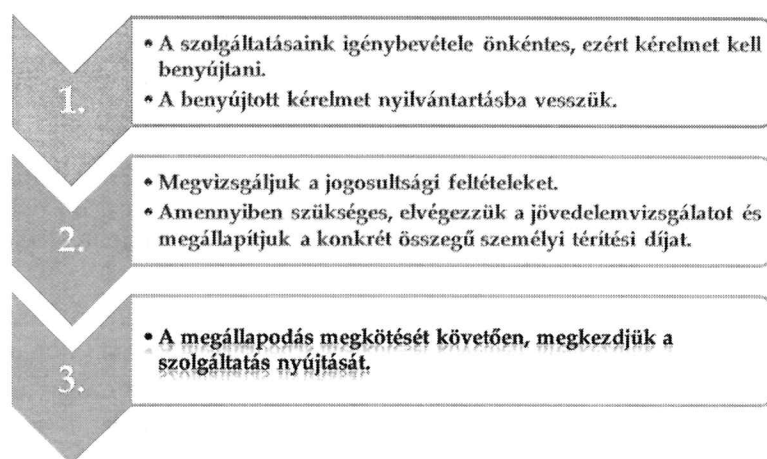 1.
• A szolgáltatásaink igénybevétele önkéntes, ezért kérelmet kell
benyújtani.
• A benyújtott kérelmet nyilvántartásba vesszük.
2.
• Megvizsgáljuk a jogosultsági feltételeket.
• Amennyiben szükséges, elvégezzük a jövedelemvizsgálatot és
megállapítjuk a konkrét összegű személyi térítési díjat.
3.
• A megállapodás megkötését követően, megkezdjük a
szolgáltatás nyújtását.